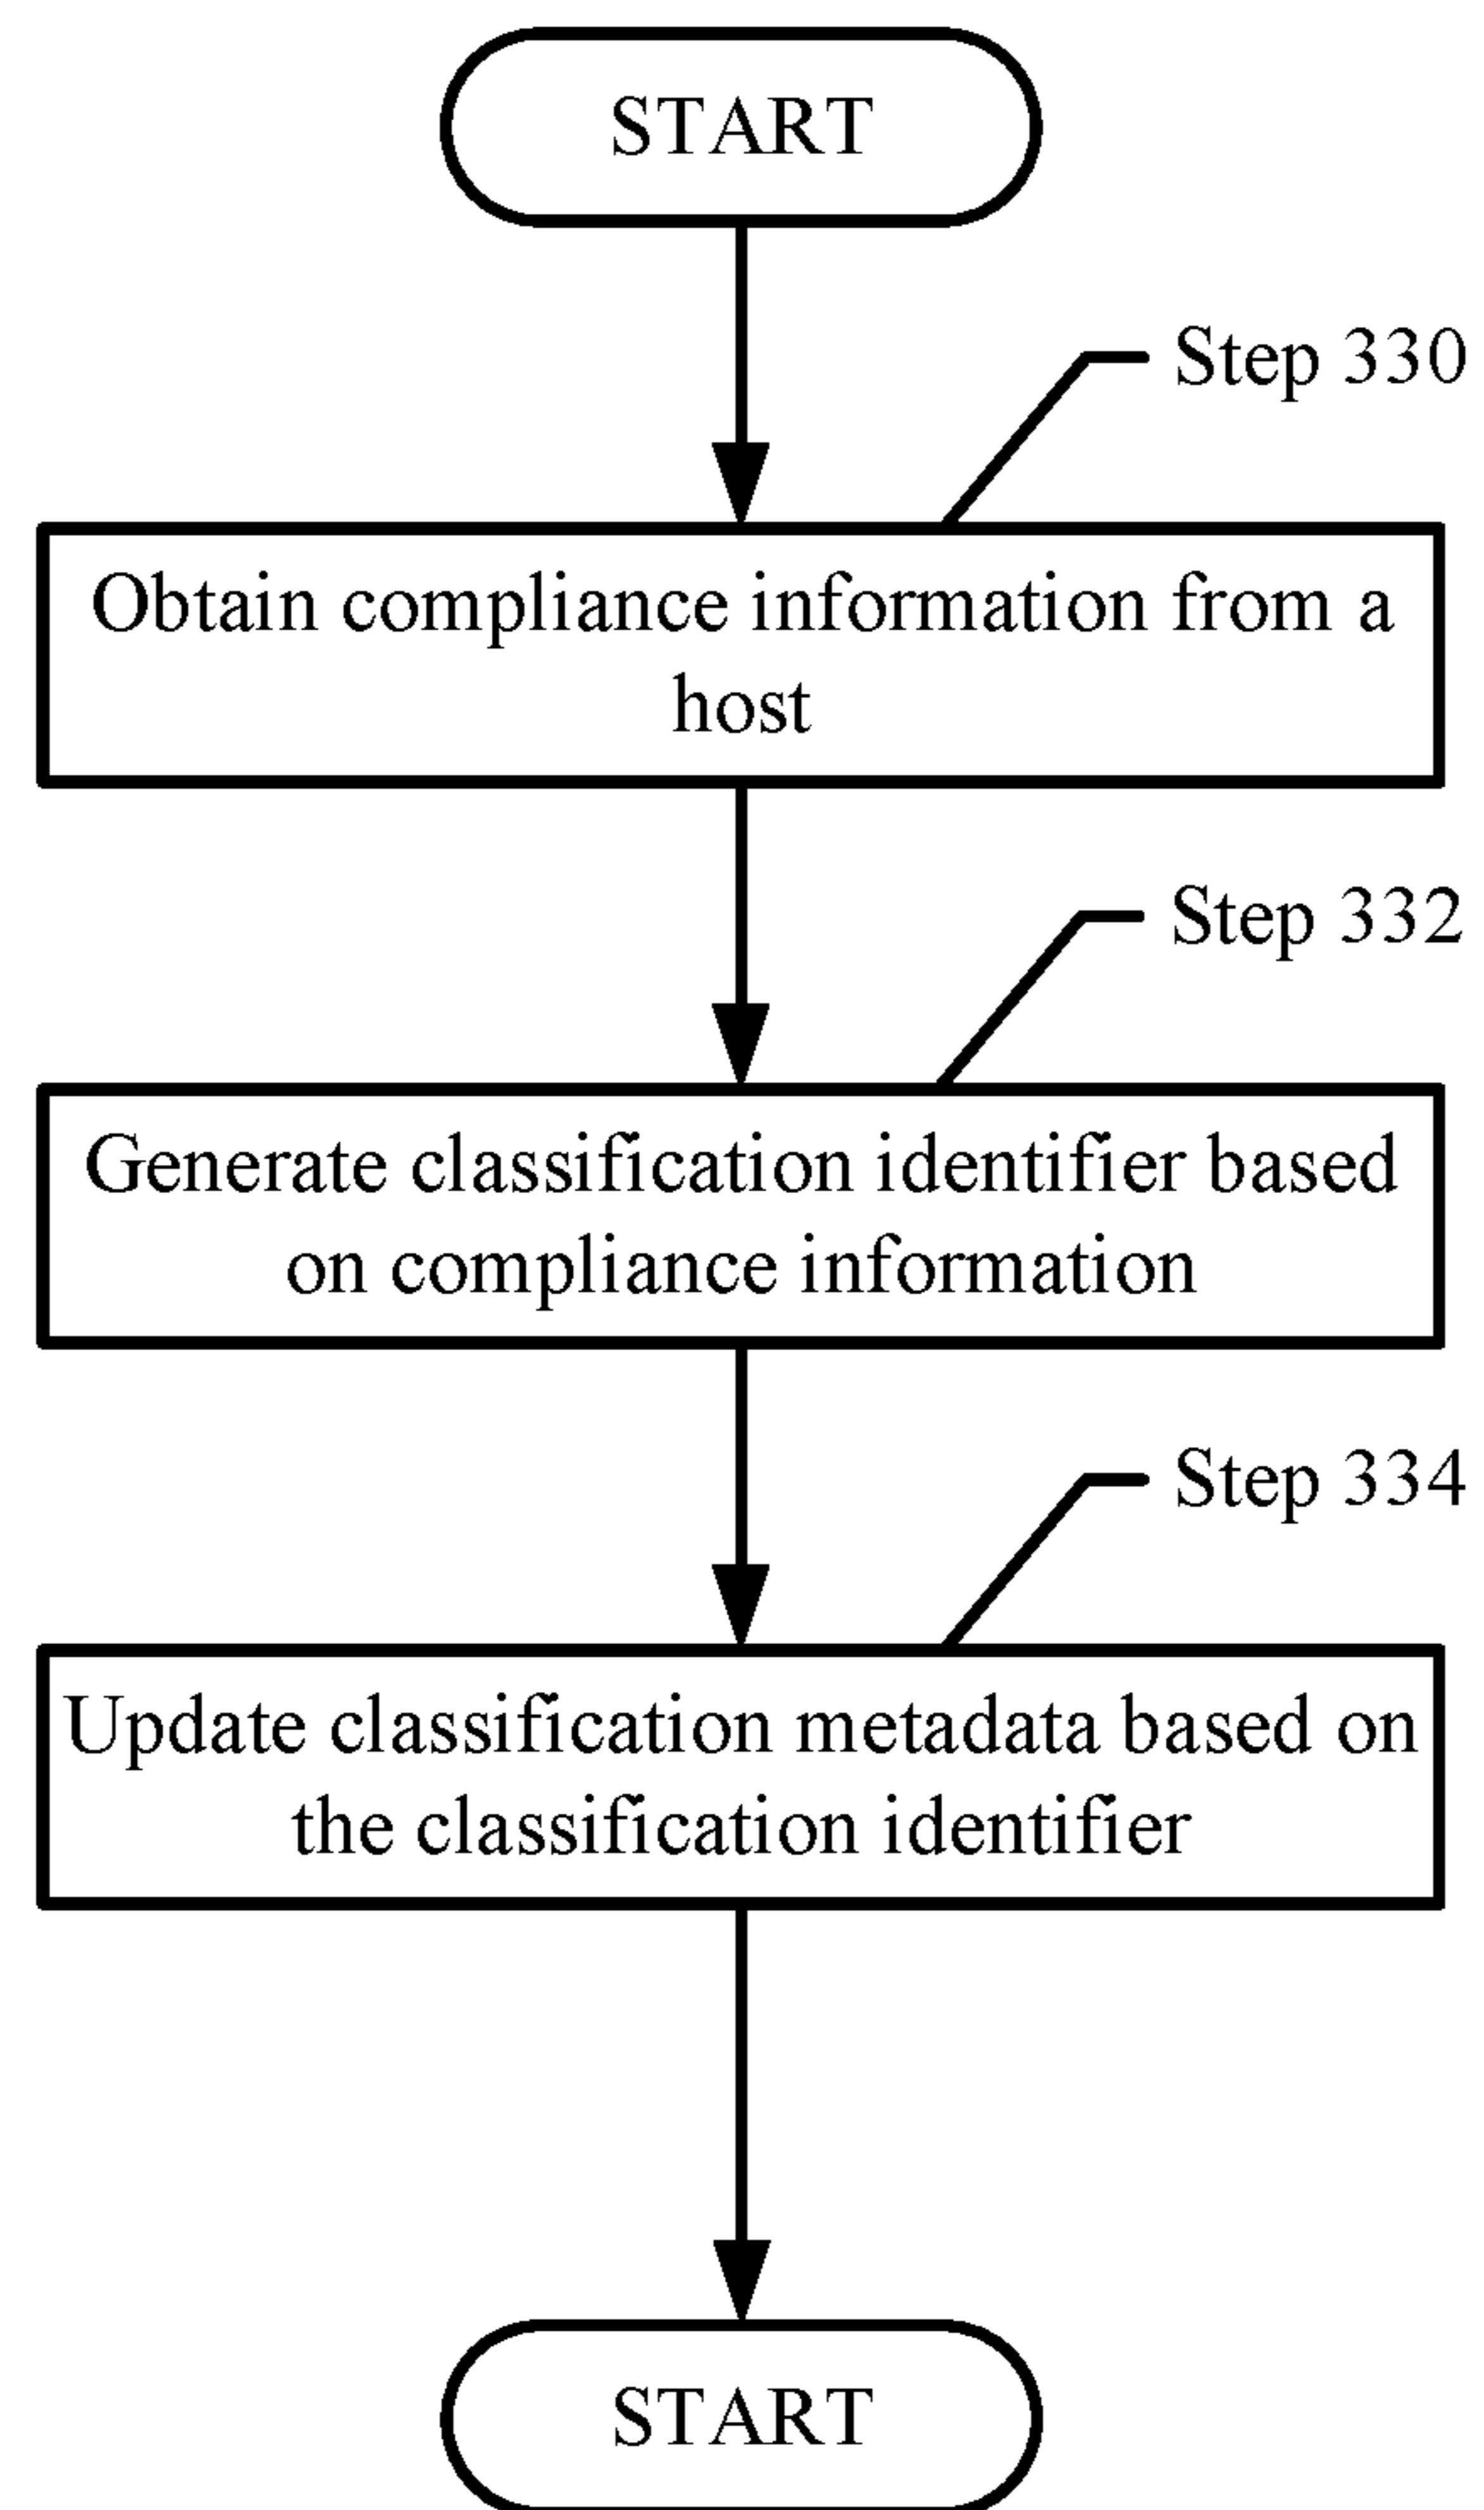 START
Step 330
Obtain compliance information from a
host
Step 332
Generate classification identifier based
on compliance information
Step 334
Update classification metadata based on
the classification identifier
START